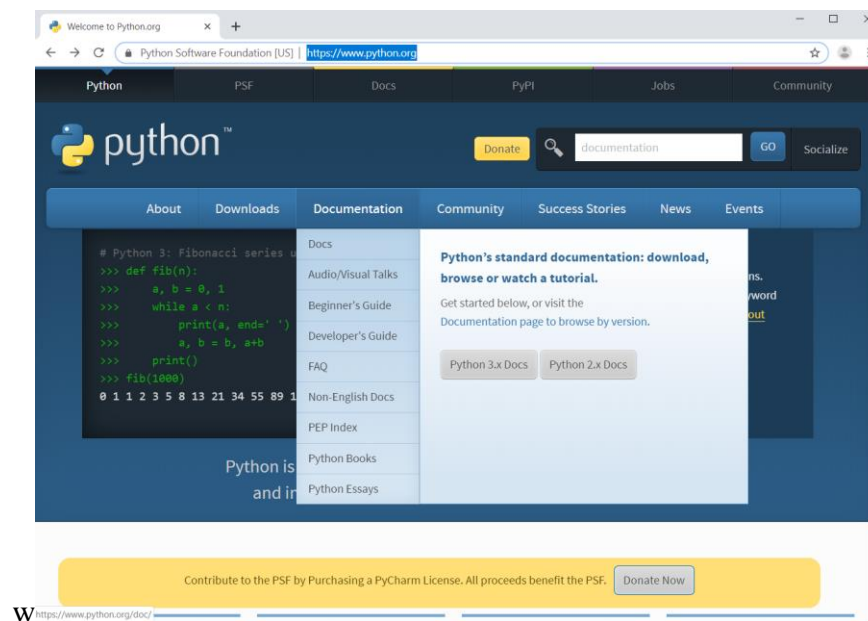 Welcome to Python.org
Python Software Foundation [US] | https://www.python.org
Python PSF Docs PyPI Jobs Community
python™
Donate documentation GO Socialize
About Downloads Documentation Community Success Stories News Events
# Python 3: Fibonacci series u
>>> def fib(n):
>>> a, b = 0, 1
>>> while a < n:
>>> print(a, end=' ')
>>> a, b = b, a+b
>>> print()
>>> fib(1000)
0 1 1 2 3 5 8 13 21 34 55 89 1
Docs
Audio/Visual Talks
Beginner's Guide
Developer's Guide
FAQ
Non-English Docs
PEP Index
Python Books
Python Essays
Python's standard documentation: download,
browse or watch a tutorial.
Get started below, or visit the
Documentation page to browse by version.
Python 3.x Docs Python 2.x Docs
ns.
yword
out
Python is
and in
Contribute to the PSF by Purchasing a PyCharm License. All proceeds benefit the PSF. Donate Now
W https://www.python.org/doc/